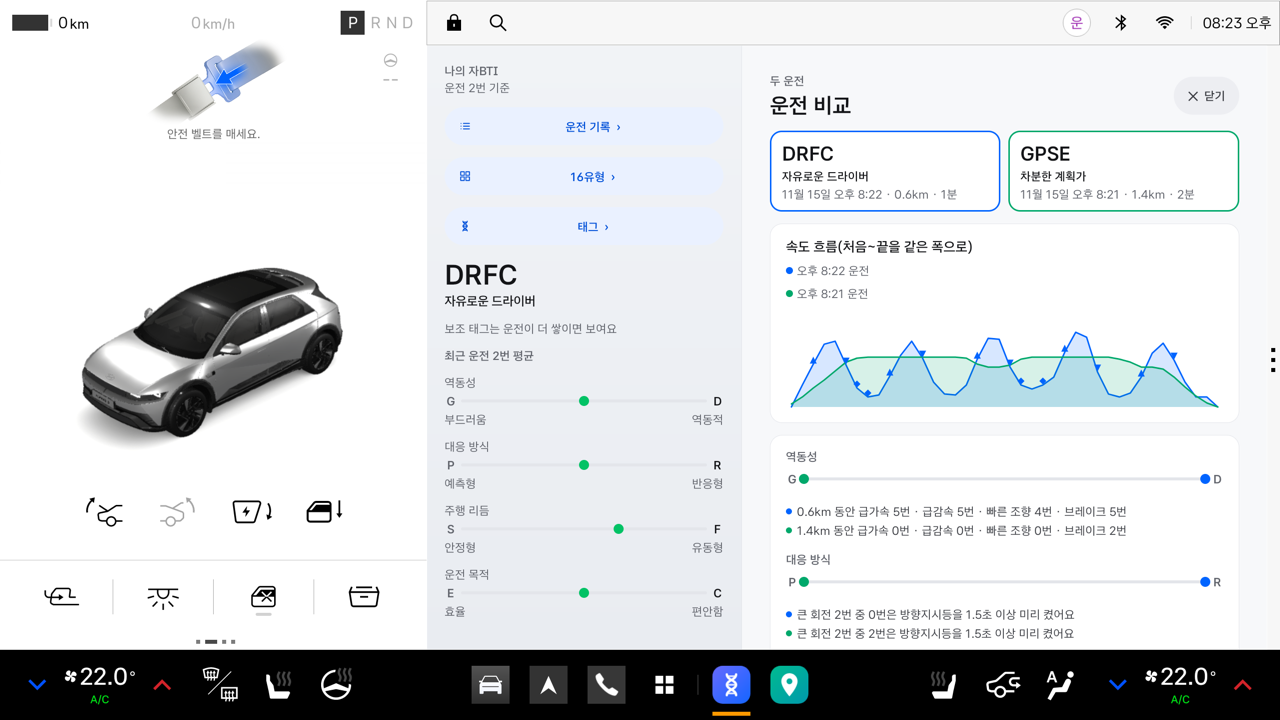 0 km
0 km/h
P R N D
안전 벨트를 매세요.
운
08:23 오후
나의 자BTI
운전 2번 기준
운전 기록 ›
16유형 ›
태그 ›
DRFC
자유로운 드라이버
보조 태그는 운전이 더 쌓이면 보여요
최근 운전 2번 평균
역동성
G D
부드러움 역동적
대응 방식
P R
예측형 반응형
주행 리듬
S F
안정형 유동형
운전 목적
E C
효율 편안함
두 운전
운전 비교
닫기
DRFC
자유로운 드라이버
11월 15일 오후 8:22 · 0.6km · 1분
GPSE
차분한 계획가
11월 15일 오후 8:21 · 1.4km · 2분
속도 흐름(처음~끝을 같은 폭으로)
오후 8:22 운전
오후 8:21 운전
역동성
G D
0.6km 동안 급가속 5번 · 급감속 5번 · 빠른 조향 4번 · 브레이크 5번
1.4km 동안 급가속 0번 · 급감속 0번 · 빠른 조향 0번 · 브레이크 2번
대응 방식
P R
큰 회전 2번 중 0번은 방향지시등을 1.5초 이상 미리 켰어요
큰 회전 2번 중 2번은 방향지시등을 1.5초 이상 미리 켰어요
22.0°
A/C
A
22.0°
A/C